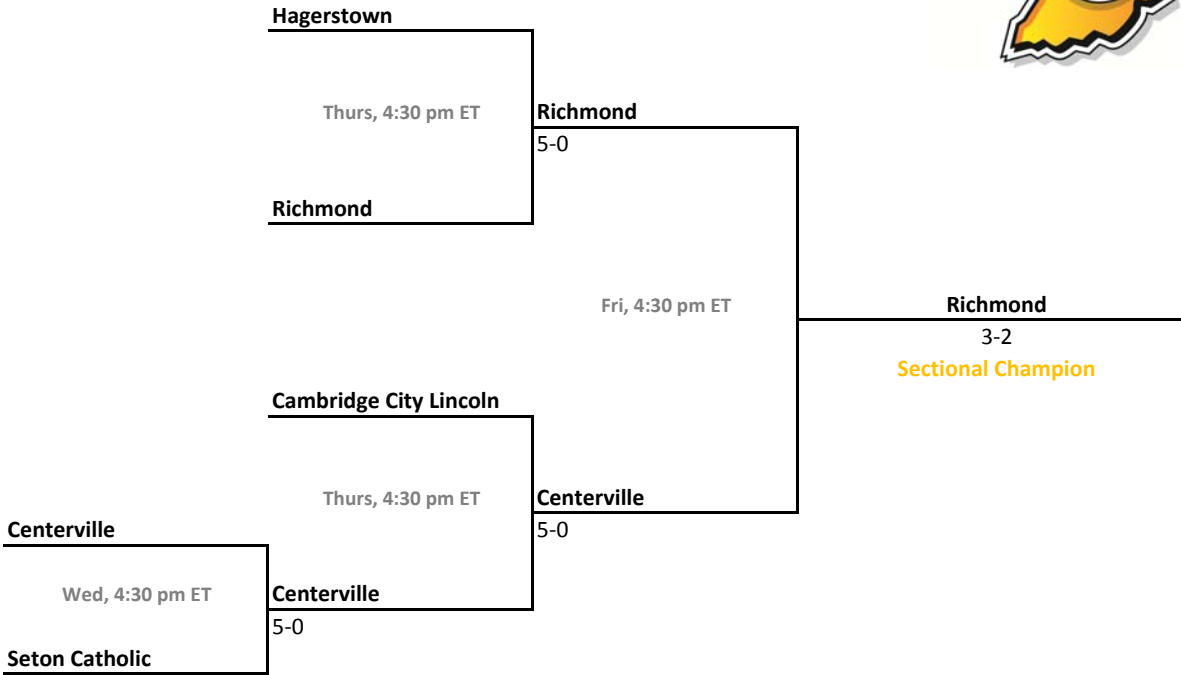 Hagerstown
Thurs, 4:30 pm ET
Richmond
5-0
Richmond
Fri, 4:30 pm ET
Richmond
3-2
Sectional Champion
Cambridge City Lincoln
Thurs, 4:30 pm ET
Centerville
5-0
Centerville
Wed, 4:30 pm ET
Centerville
5-0
Seton Catholic